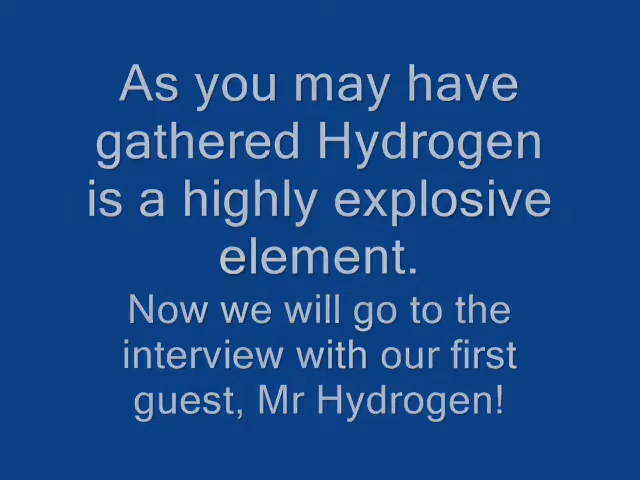 As you may have
gathered Hydrogen
is a highly explosive
element.
Now we will go to the
interview with our first
guest, Mr Hydrogen!